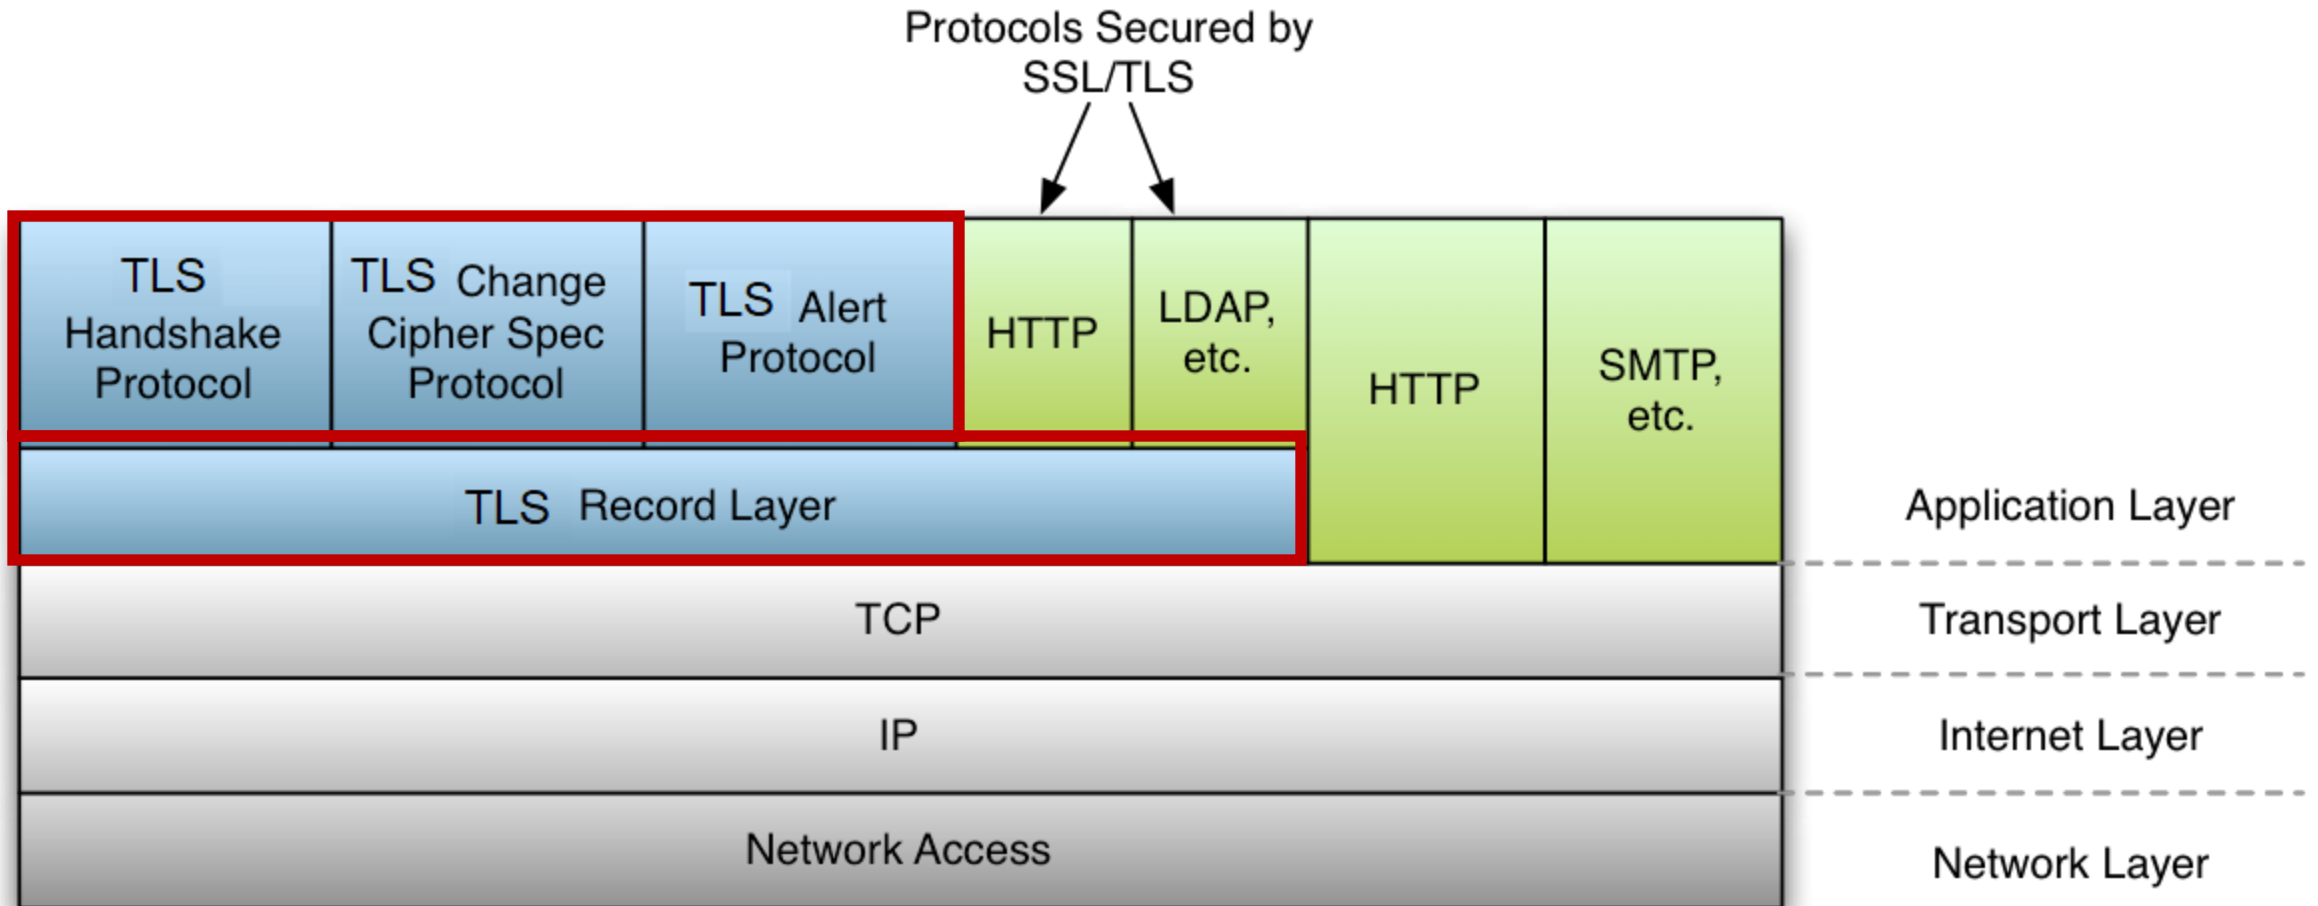 Protocols Secured by
SSL/TLS
TLS
Handshake
Protocol
TLS Change
Cipher Spec
Protocol
TLS Alert
Protocol
HTTP
LDAP,
etc.
HTTP
SMTP,
etc.
TLS Record Layer
Application Layer
TCP
Transport Layer
IP
Internet Layer
Network Access
Network Layer